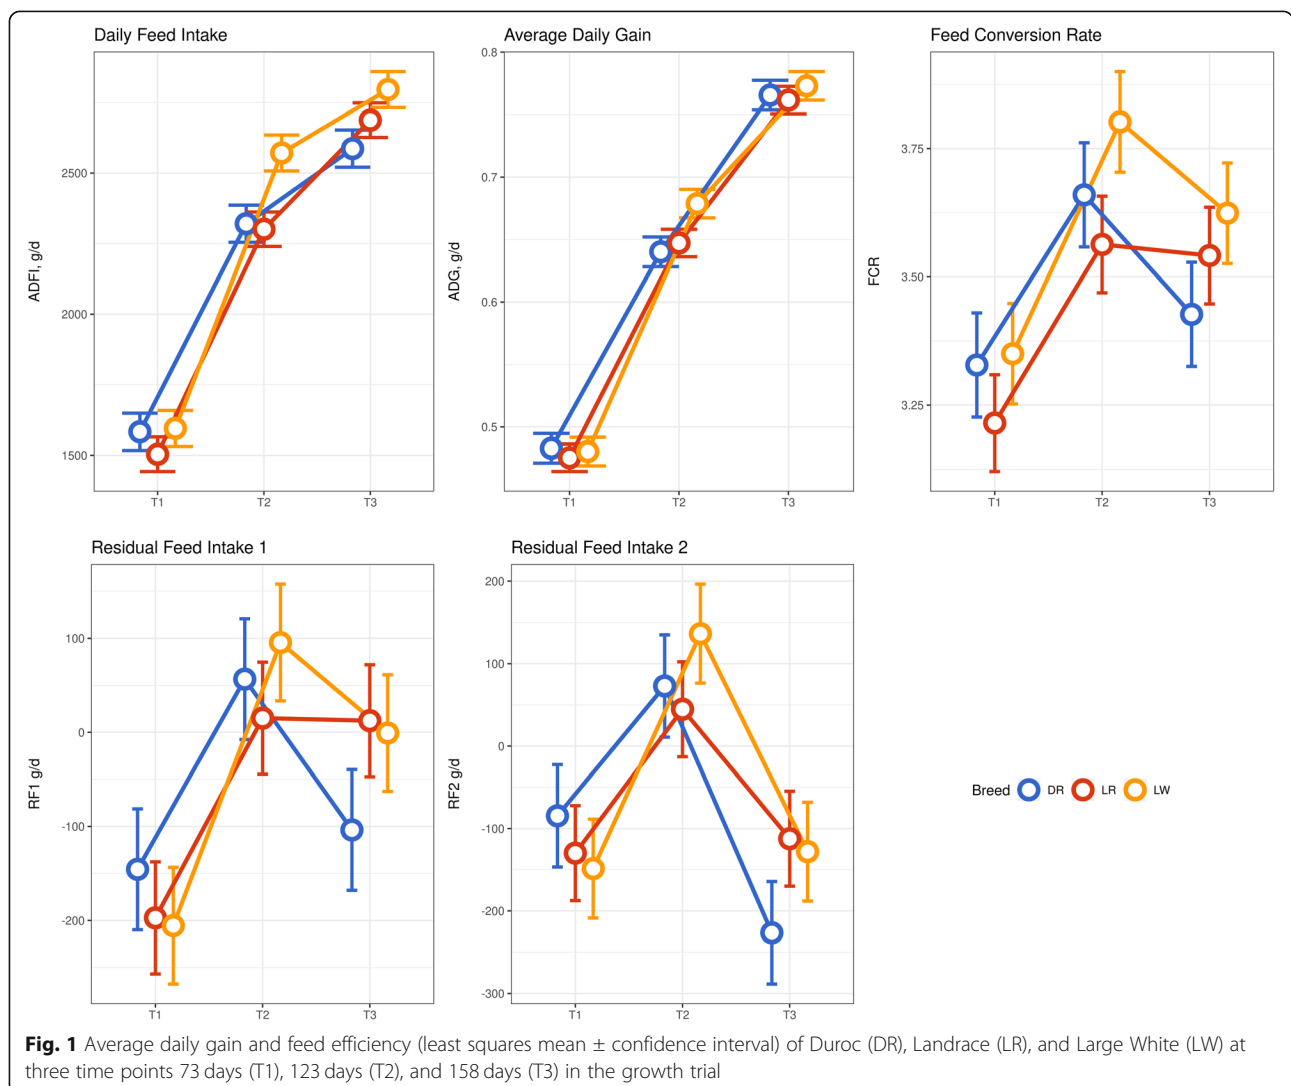 Daily Feed Intake
ADFI, g/d
2500
2000
1500
T1 T2 T3
Average Daily Gain
ADG, g/d
0.8
0.7
0.6
0.5
T1 T2 T3
Feed Conversion Rate
FCR
3.75
3.50
3.25
T1 T2 T3
Residual Feed Intake 1
RF1 g/d
100
0
-100
-200
T1 T2 T3
Residual Feed Intake 2
RF2 g/d
200
100
0
-100
-200
-300
T1 T2 T3
Breed DR LR LW
Fig. 1 Average daily gain and feed efficiency (least squares mean ± confidence interval) of Duroc (DR), Landrace (LR), and Large White (LW) at
three time points 73 days (T1), 123 days (T2), and 158 days (T3) in the growth trial